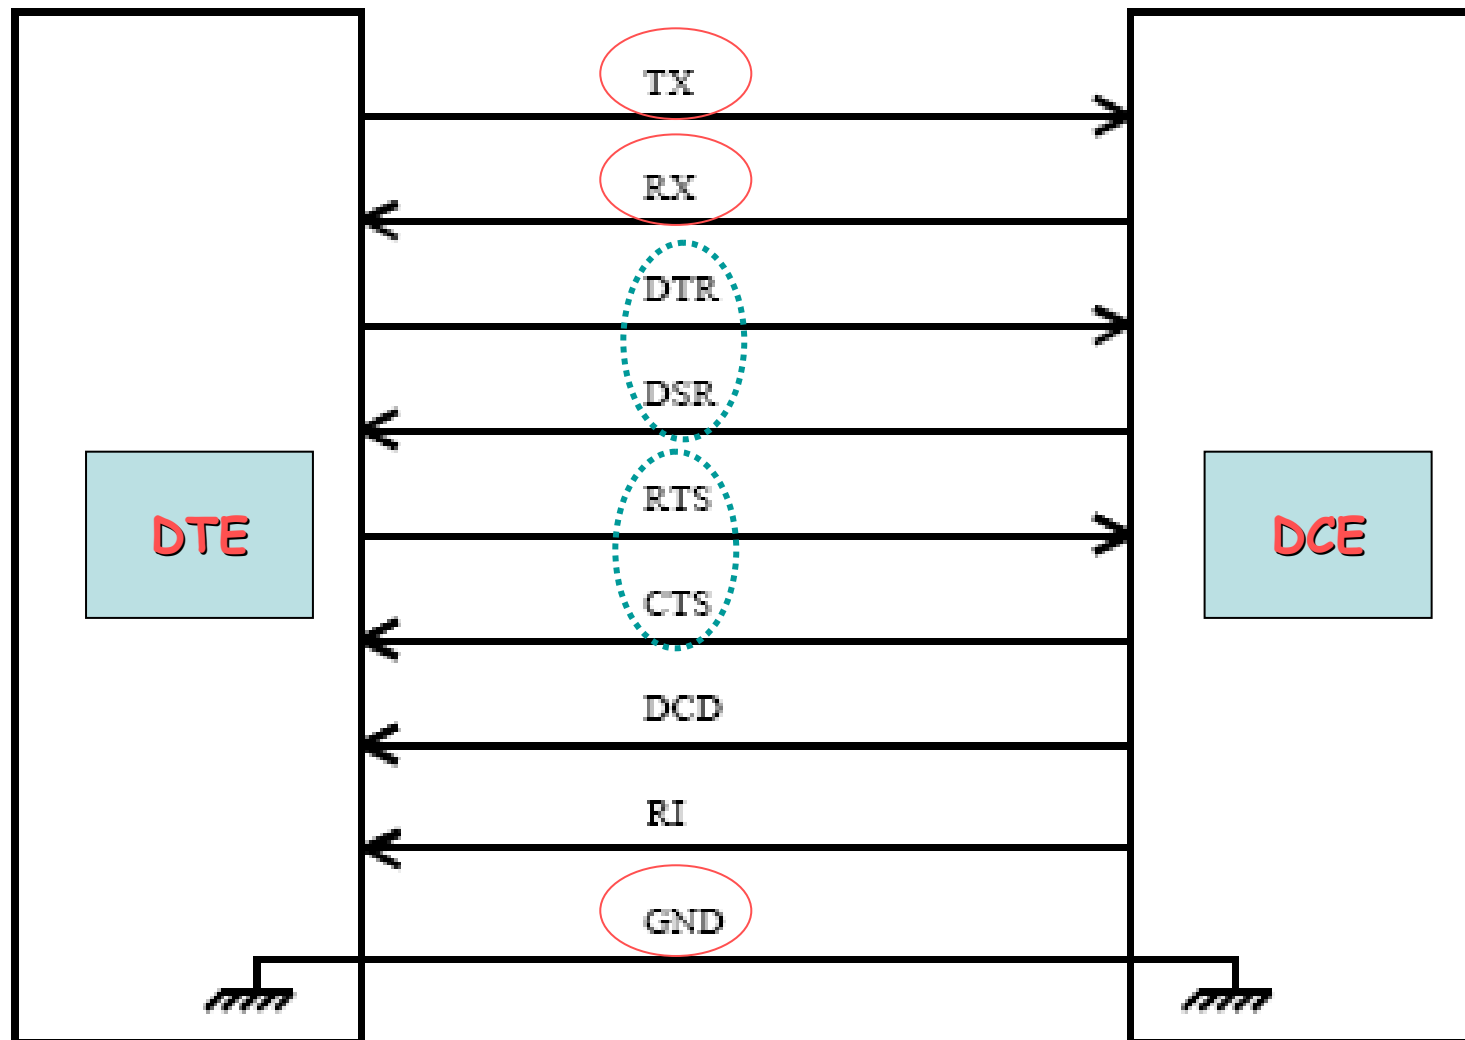 TX
RX
DTR
DSR
RTS
DTE
DCE
CTS
DCD
RI
GND